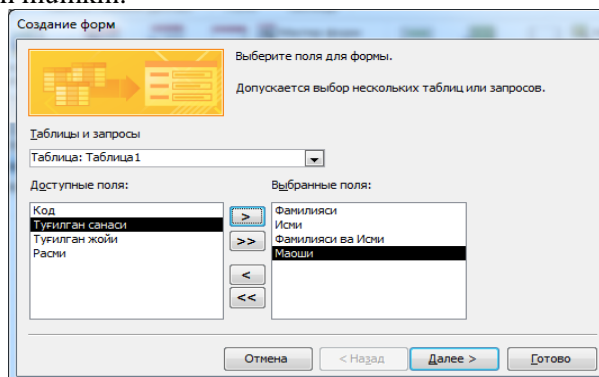 n mumkin.
Создание форм
Выберите поля для формы.
Допускается выбор нескольких таблиц или запросов.
Таблицы и запросы
Таблица: Таблица1
Доступные поля:
Выбранные поля:
Код
Туғилган санаси
Туғилган жойи
Расми
>
>>
<
<<
Фамилияси
Исми
Фамилияси ва Исми
Маоши
Отмена
< Назад
Далее >
Готово